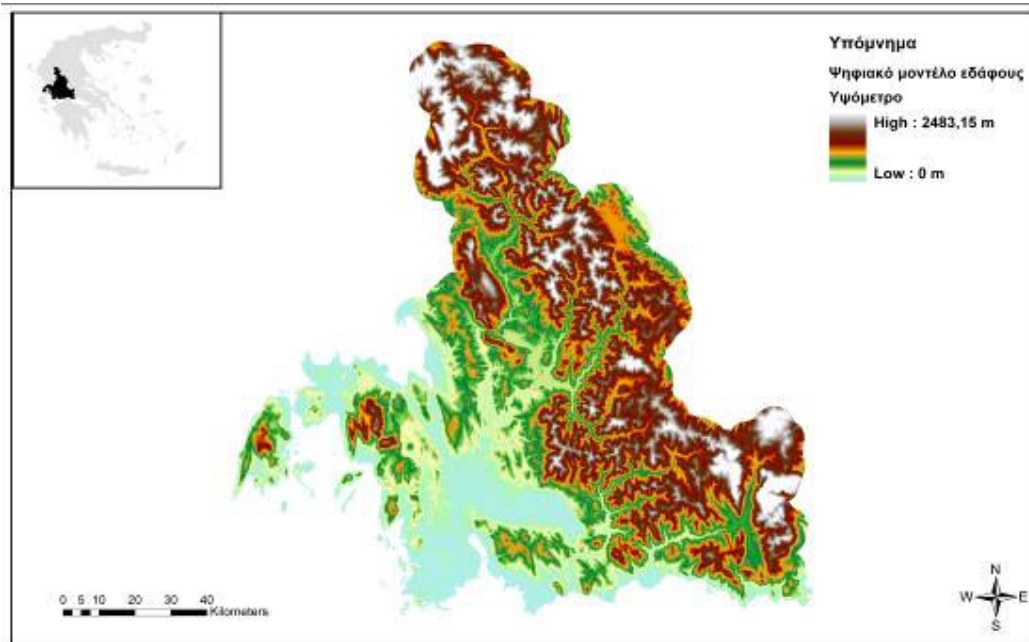 Υπόμνημα
Ψηφιακό μοντέλο εδάφους
Υψόμετρο
High : 2483,15 m
Low : 0 m
0 5 10 20 30 40
Kilometers
N
W E
S